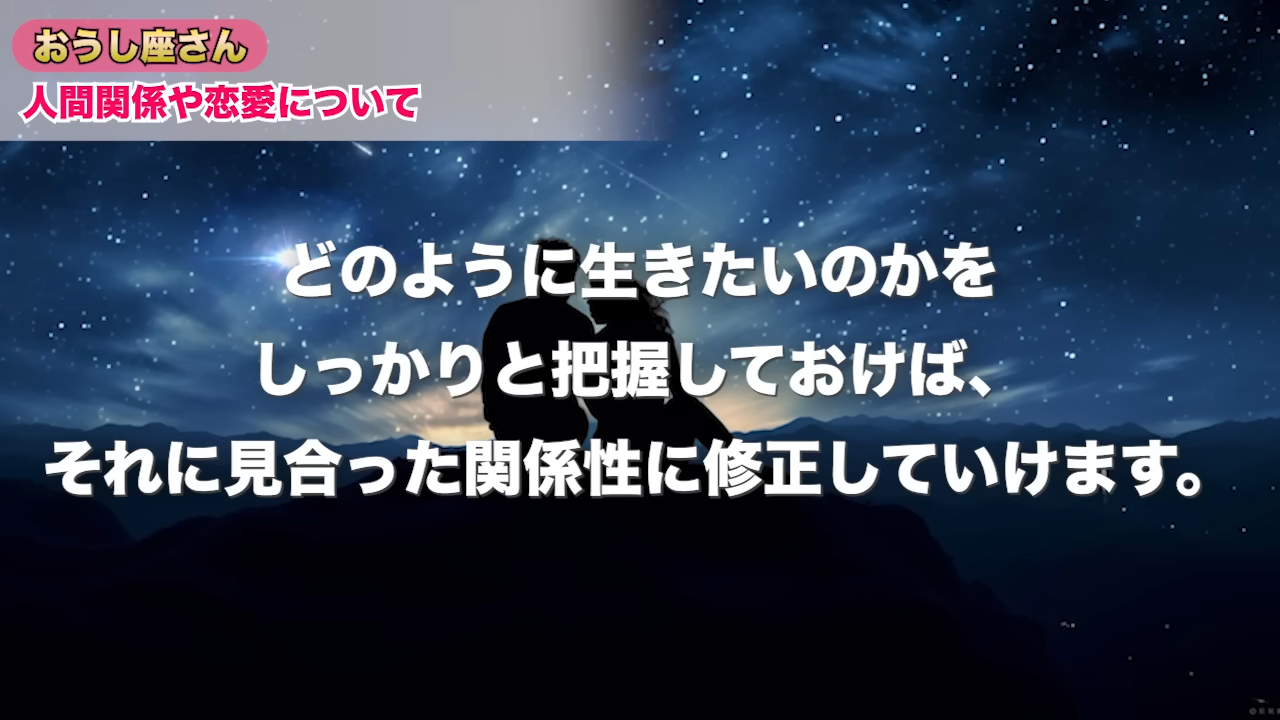 おうし座さん
人間関係や恋愛について
どのように生きたいのかを
しっかりと把握しておけば、
それに見合った関係性に修正していけます。